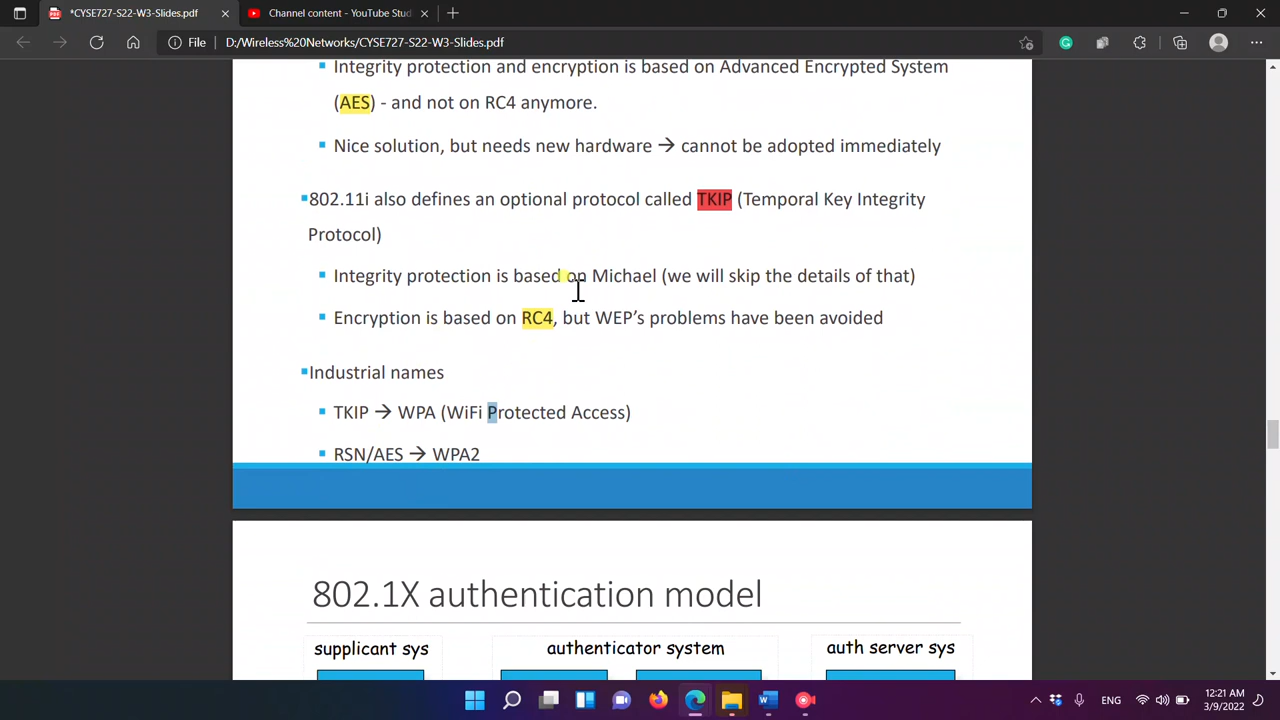 *CYSE727-S22-W3-Slides.pdf
Channel content - YouTube Stud
File D:/Wireless%20Networks/CYSE727-S22-W3-Slides.pdf
Integrity protection and encryption is based on Advanced Encrypted System
(AES) - and not on RC4 anymore.
Nice solution, but needs new hardware → cannot be adopted immediately
802.11i also defines an optional protocol called TKIP (Temporal Key Integrity
Protocol)
Integrity protection is based on Michael (we will skip the details of that)
Encryption is based on RC4, but WEP’s problems have been avoided
Industrial names
TKIP → WPA (WiFi Protected Access)
RSN/AES → WPA2
802.1X authentication model
supplicant sys authenticator system auth server sys
ENG
12:21 AM
3/9/2022